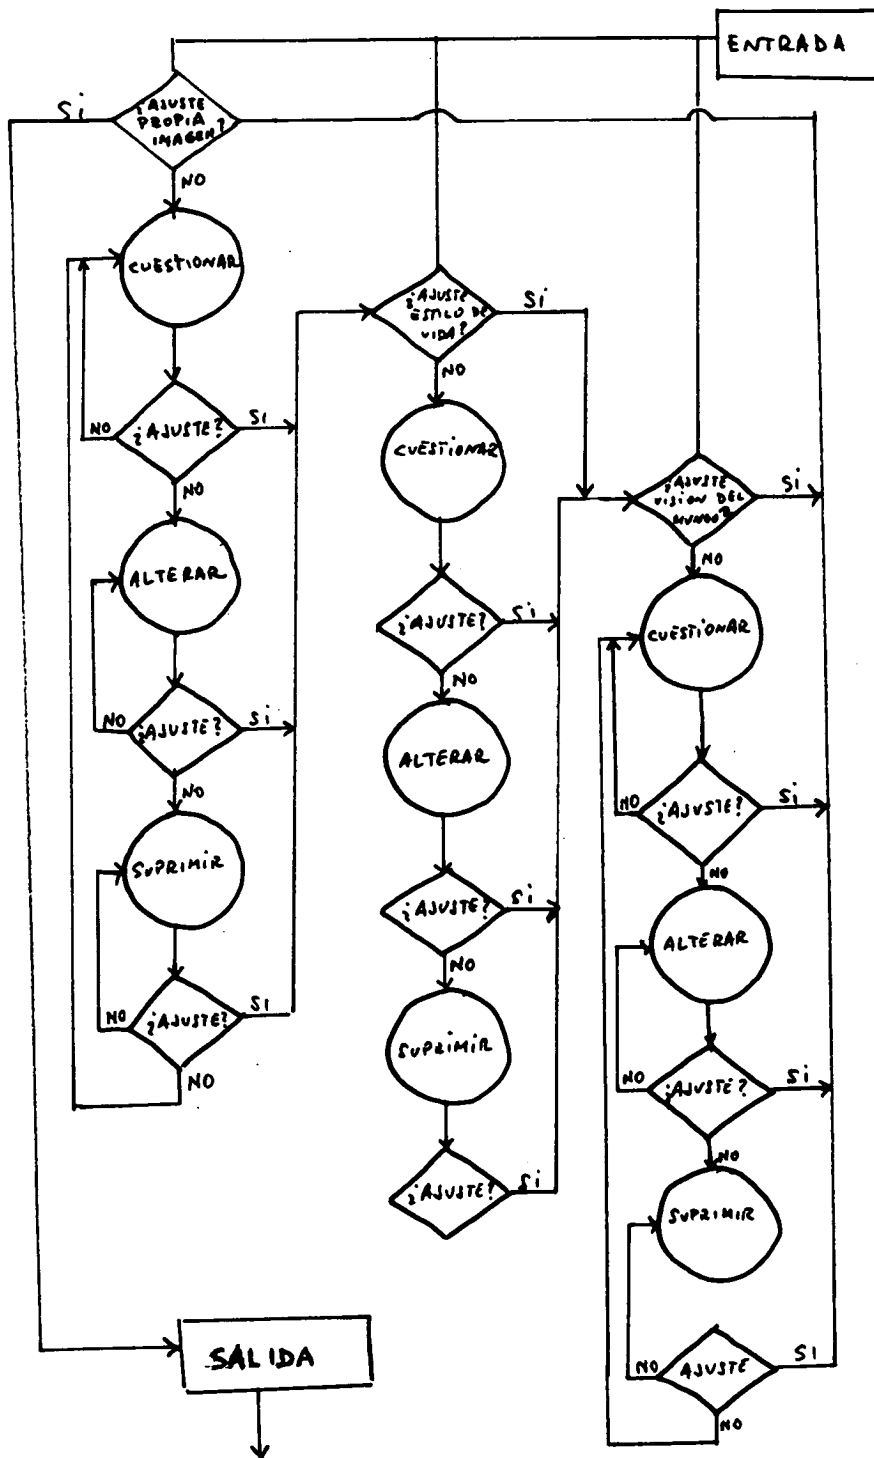 ENTRADA
Si
¿AJUSTE
PROPIA
IMAGEN?
NO
CUESTIONAR
¿AJUSTE?
NO
Si
NO
ALTERAR
¿AJUSTE?
NO
Si
NO
SUPRIMIR
¿AJUSTE?
NO
Si
NO
¿AJUSTE
ESTILO DE
VIDA?
Si
NO
CUESTIONAR
¿AJUSTE?
Si
NO
ALTERAR
¿AJUSTE?
Si
NO
SUPRIMIR
¿AJUSTE?
Si
¿AJUSTE
VISION DEL
MUNDO?
Si
NO
CUESTIONAR
¿AJUSTE?
NO
Si
NO
ALTERAR
¿AJUSTE?
NO
Si
NO
SUPRIMIR
AJUSTE
NO
Si
NO
SALIDA